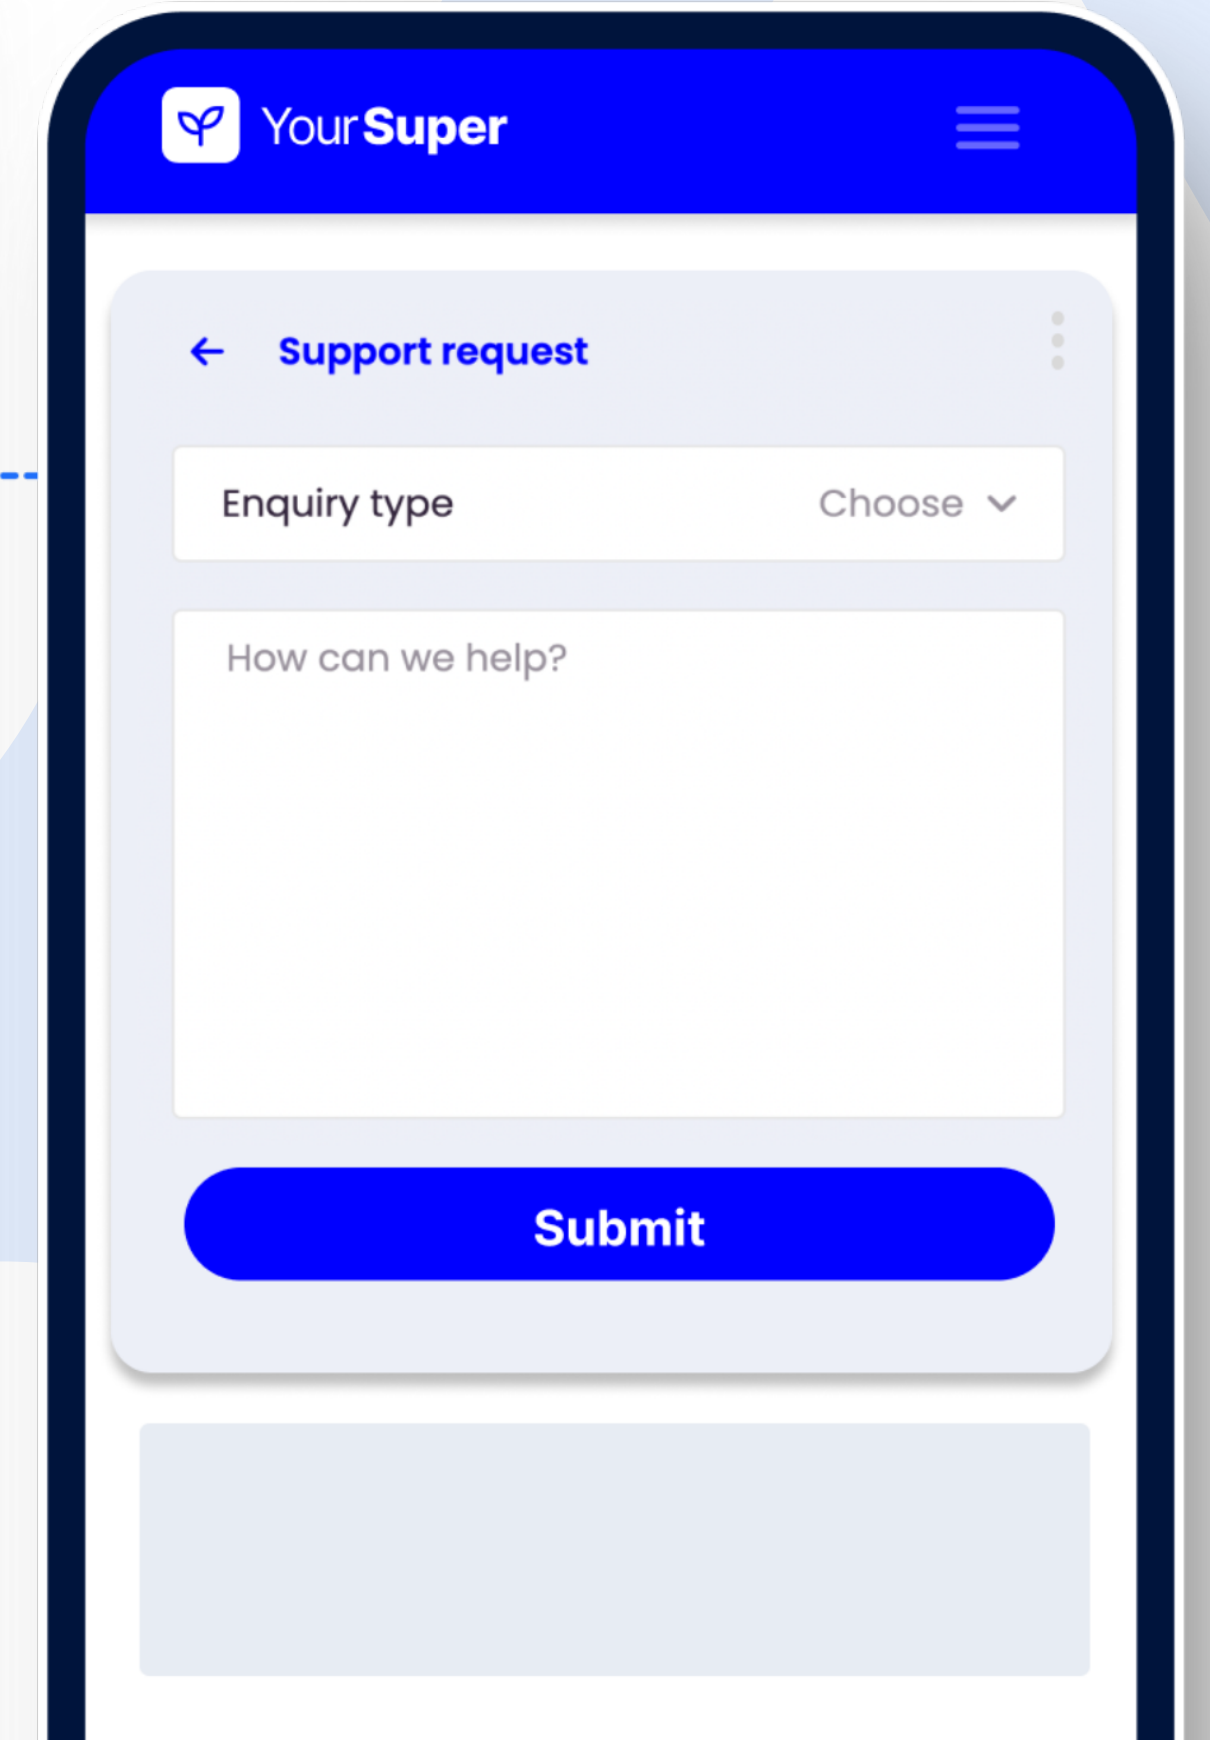 YourSuper
Support request
Enquiry type Choose
How can we help?
Submit